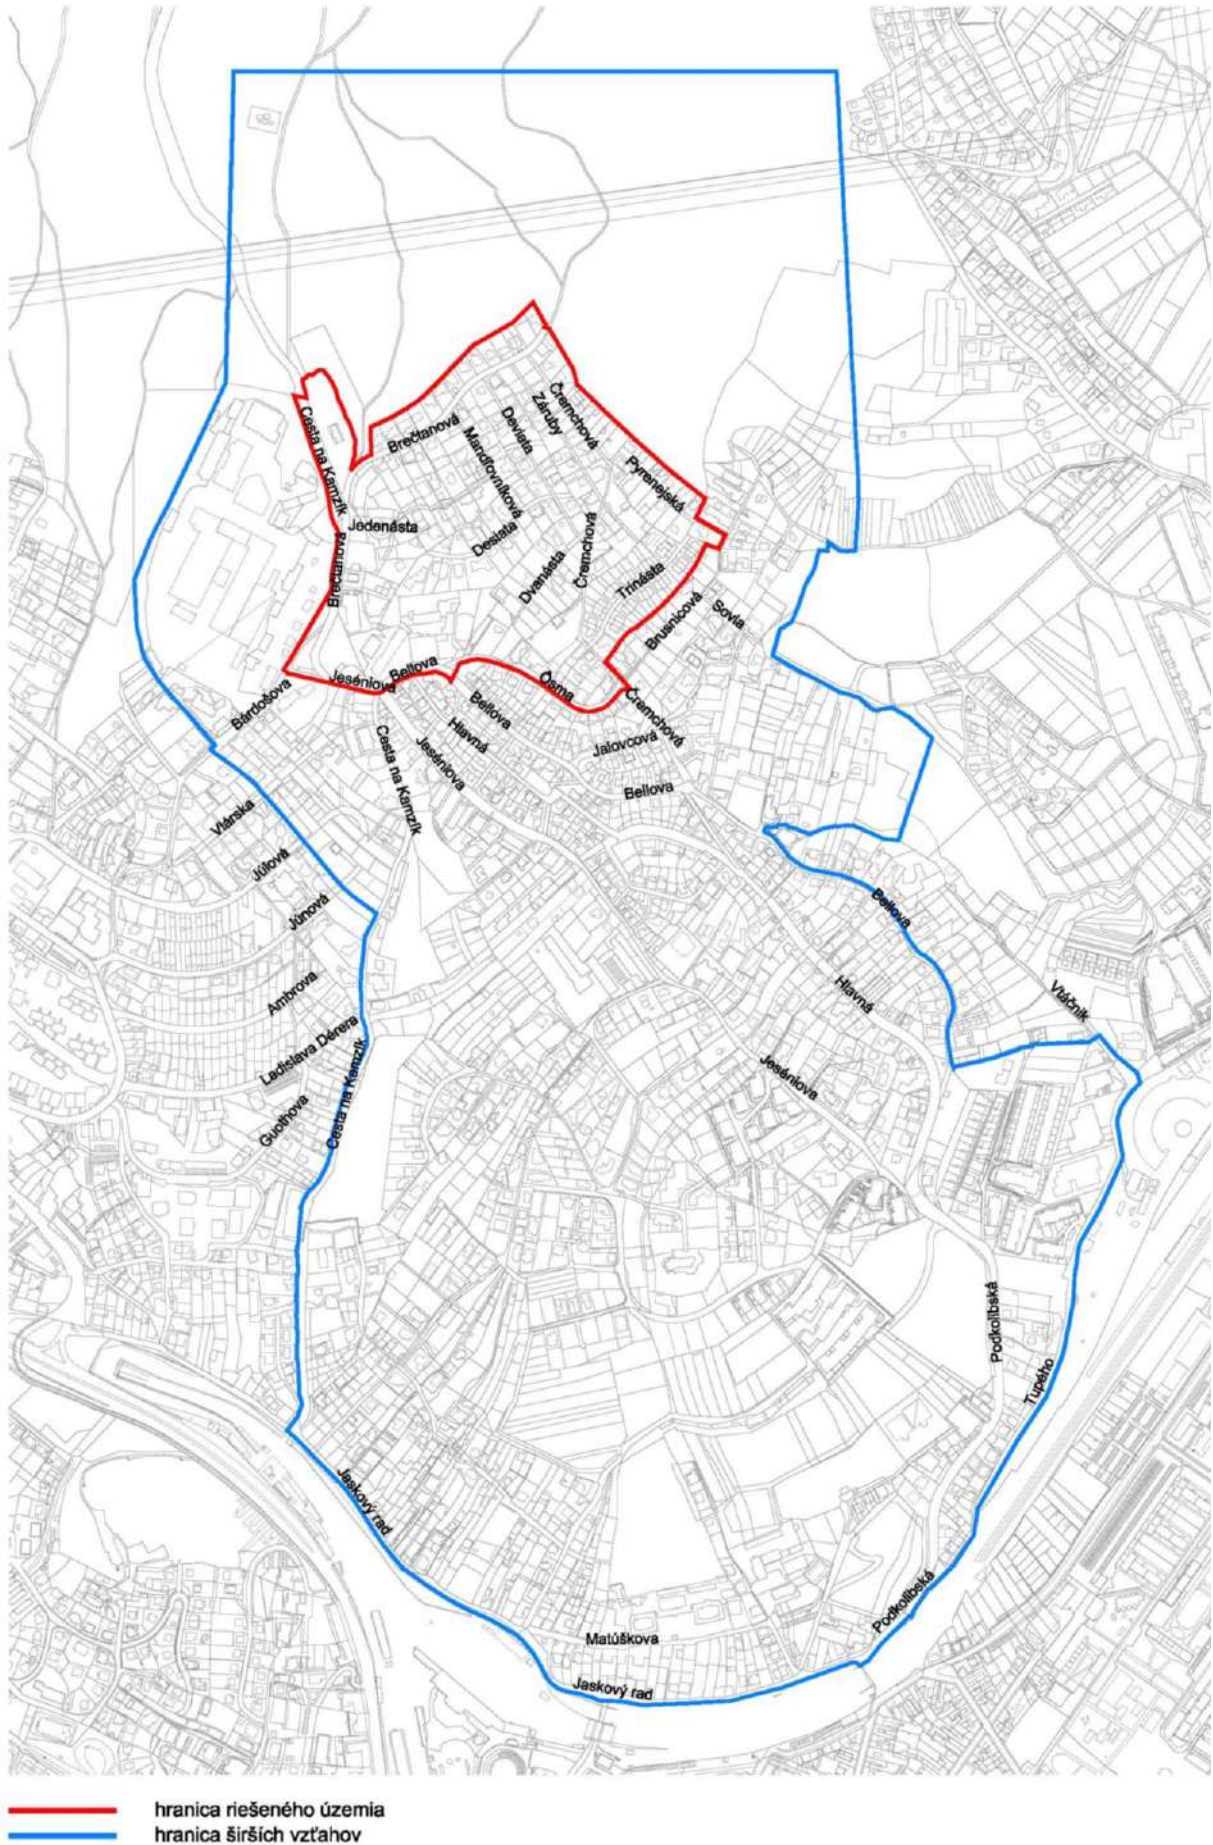 Čremchová
Záruby
Deviata
Brečtanová
Cesta na Kamzík
Mandľovníková
Pyrenejská
Jedenásta
Desiata
Čremchová
Brečtanová
Dvanásta
Trinásta
Brusnicová
Sovia
Jeséniova
Bellova
Ôsma
Bárdošova
Bellova
Čremchová
Hlavná
Cesta na Kamzík
Jeséniova
Jalovcová
Bellova
Vlárska
Júlová
Júnová
Bellova
Ambrova
Hlavná
Vtáčnik
Ladislava Dérera
Cesta na Kamzík
Jeséniova
Guothova
Podkolibská
Tupého
Jaskový rad
Podkolibská
Matúškova
Jaskový rad
hranica riešeného územia
hranica širších vzťahov